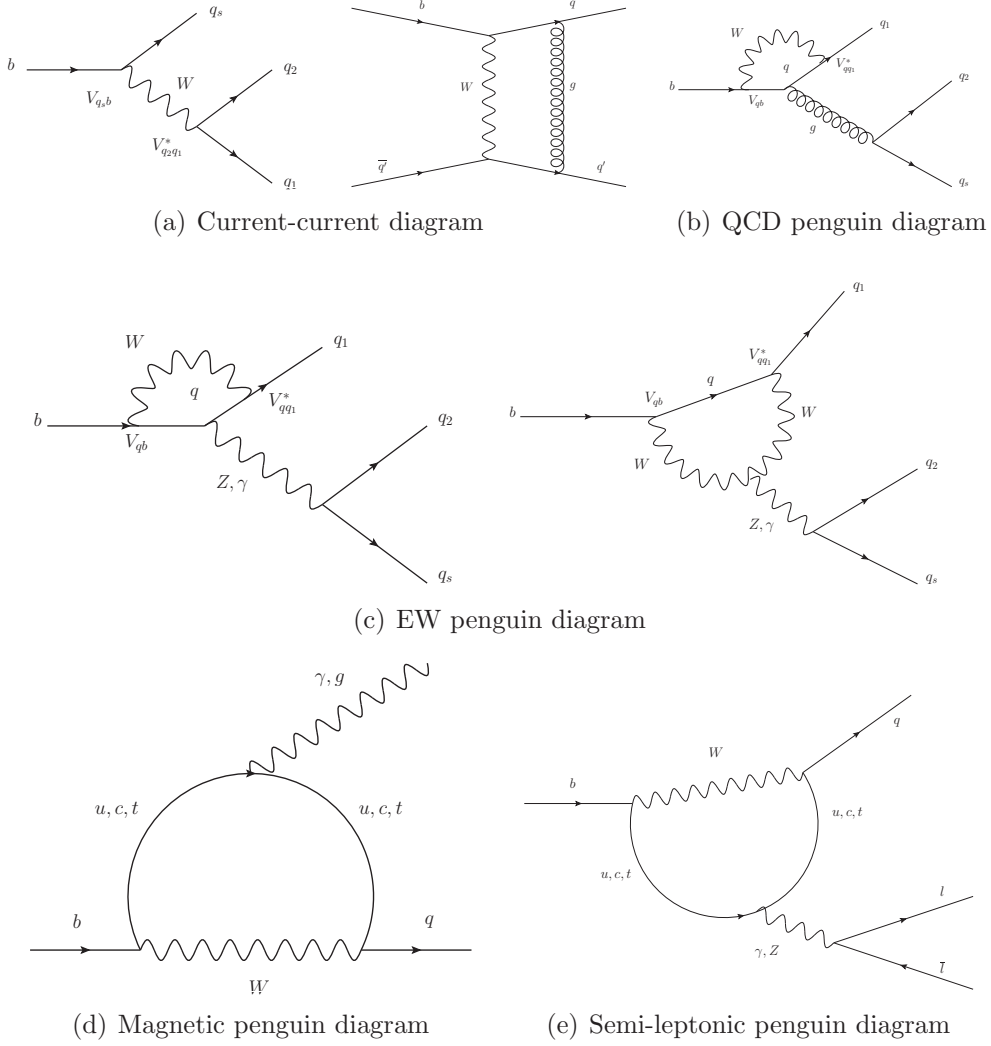 b
q_s
W
q_2
V_{q_s b}
V^*_{q_2 q_1}
q_1
b
q
W
g
\overline{q'}
q'
W
q_1
q
V^*_{qq_1}
b
V_{qb}
q_2
g
q_s
(a) Current-current diagram
(b) QCD penguin diagram
W
q_1
q
V^*_{qq_1}
b
V_{qb}
q_2
Z, γ
q_s
q_1
V^*_{qq_1}
q
V_{qb}
b
W
W
q_2
Z, γ
q_s
(c) EW penguin diagram
γ, g
u, c, t
u, c, t
b
q
W
q
W
b
u, c, t
u, c, t
l
γ, Z
\overline{l}
(d) Magnetic penguin diagram
(e) Semi-leptonic penguin diagram